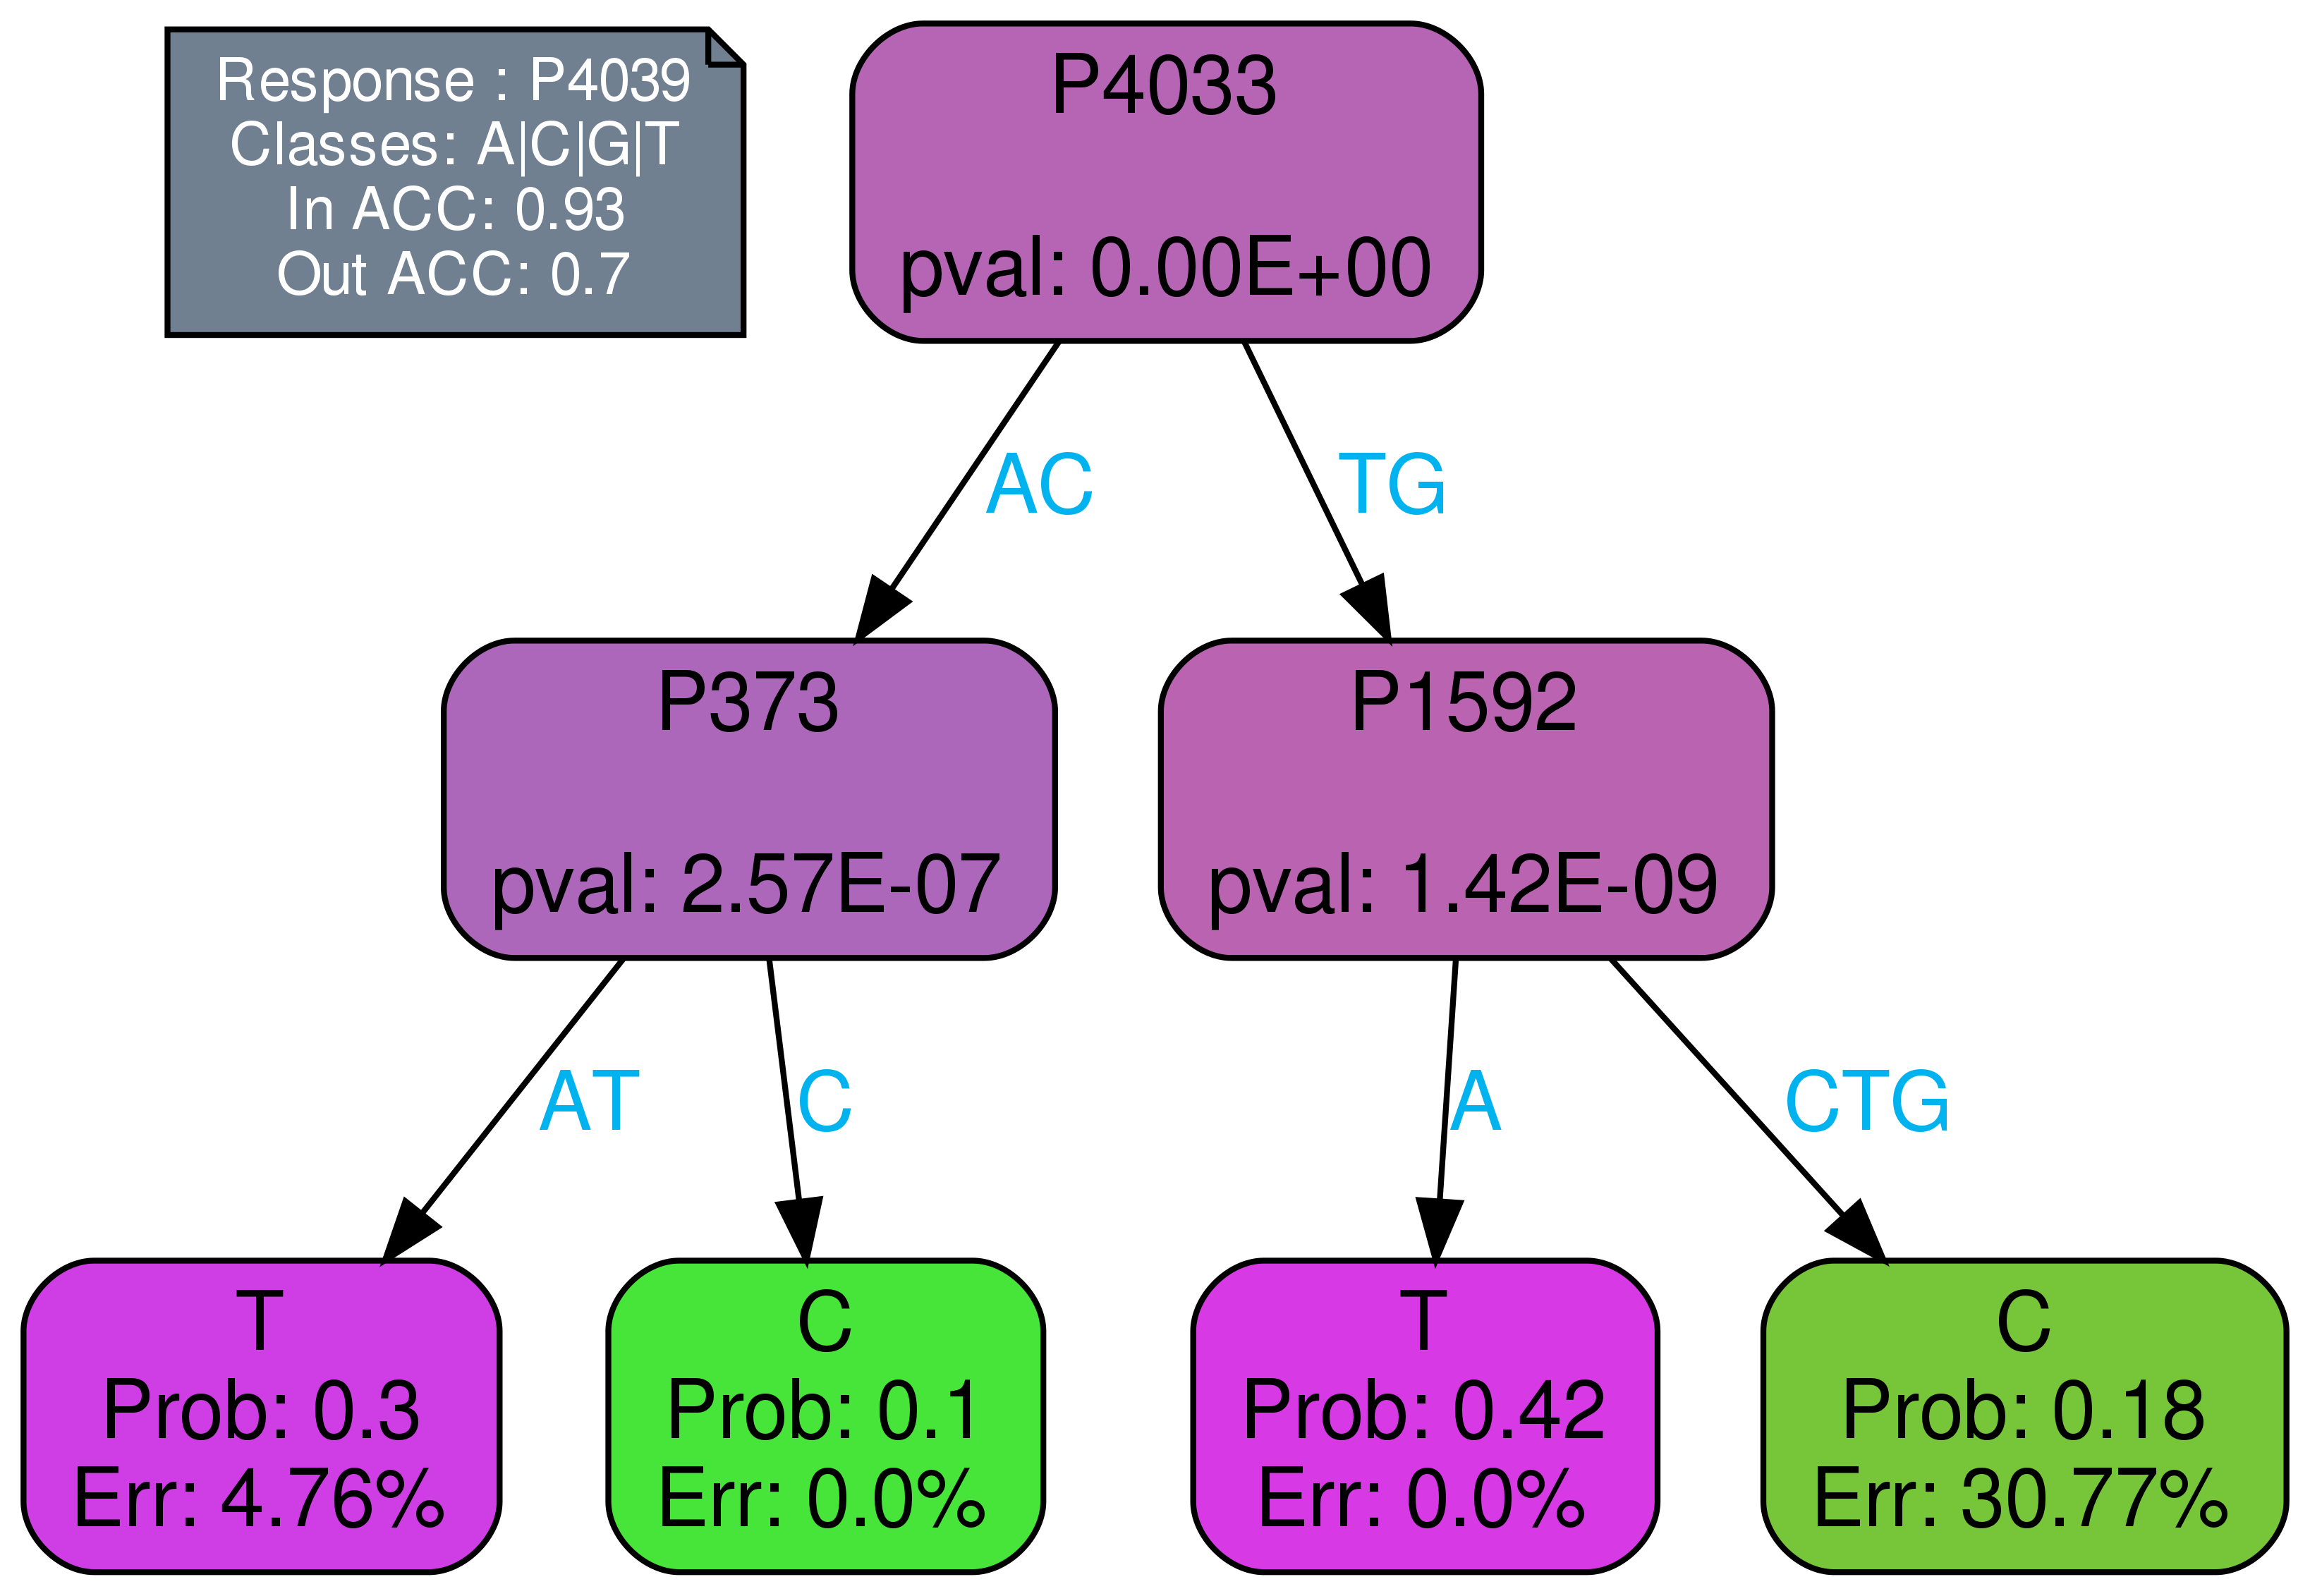 Response : P4039
Classes: A|C|G|T
In ACC: 0.93
Out ACC: 0.7
P4033
pval: 0.00E+00
AC
TG
P373
pval: 2.57E-07
P1592
pval: 1.42E-09
AT
C
A
CTG
T
Prob: 0.3
Err: 4.76%
C
Prob: 0.1
Err: 0.0%
T
Prob: 0.42
Err: 0.0%
C
Prob: 0.18
Err: 30.77%